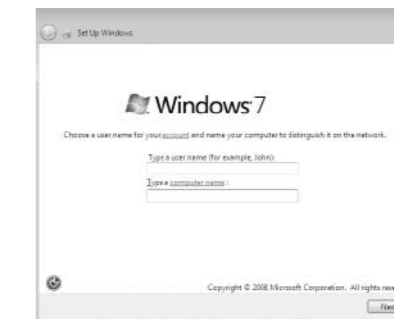 Set Up Windows
Windows 7
Choose a user name for your account and name your computer to distinguish it on the network.
Type a user name (for example, John):
Type a computer name :
Copyright © 2008 Microsoft Corporation. All rights